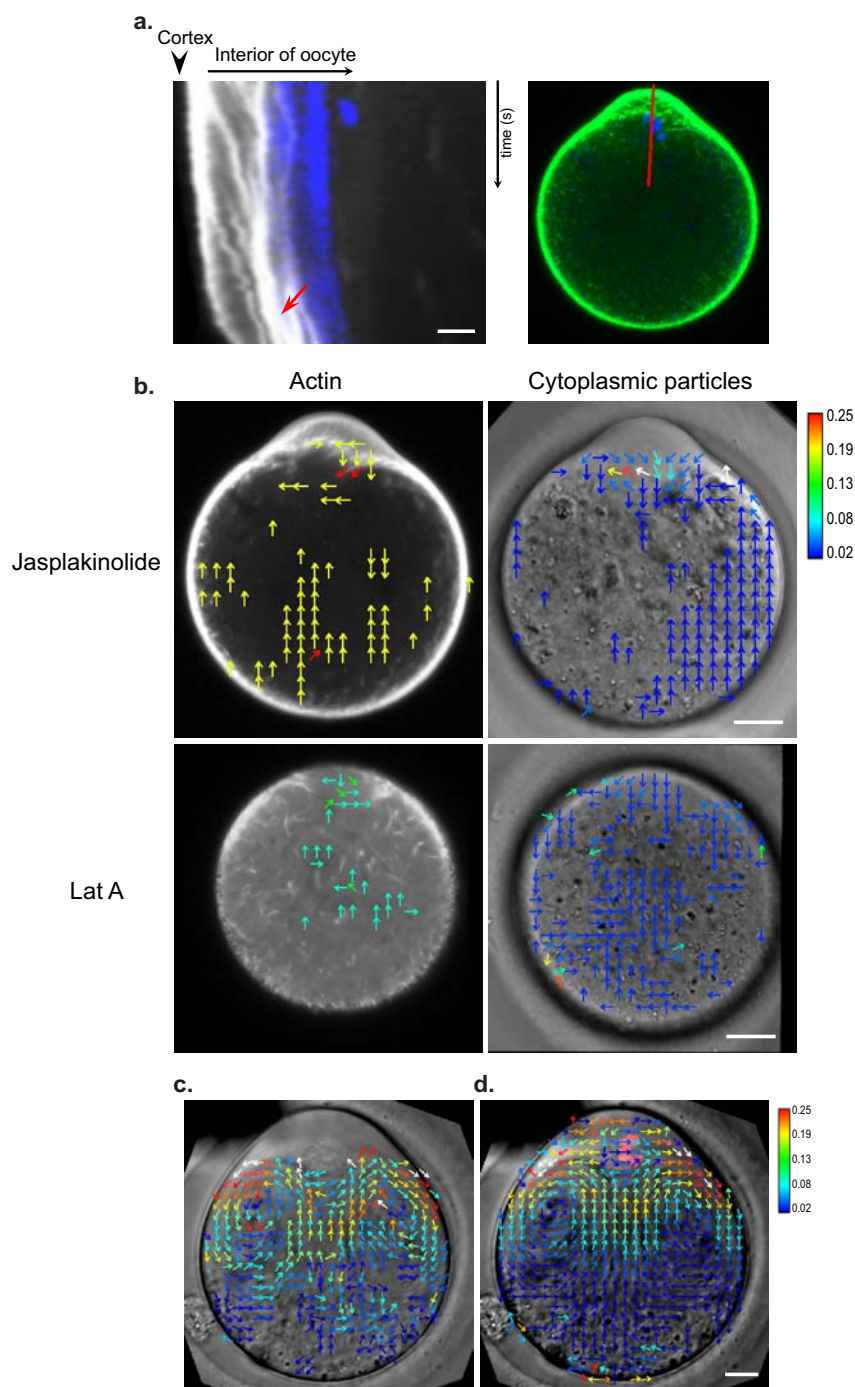 a.
Cortex
Interior of oocyte
time (s)
b.
Actin
Cytoplasmic particles
Jasplakinolide
0.25
0.19
0.13
0.08
0.02
Lat A
c.
d.
0.25
0.19
0.13
0.08
0.02